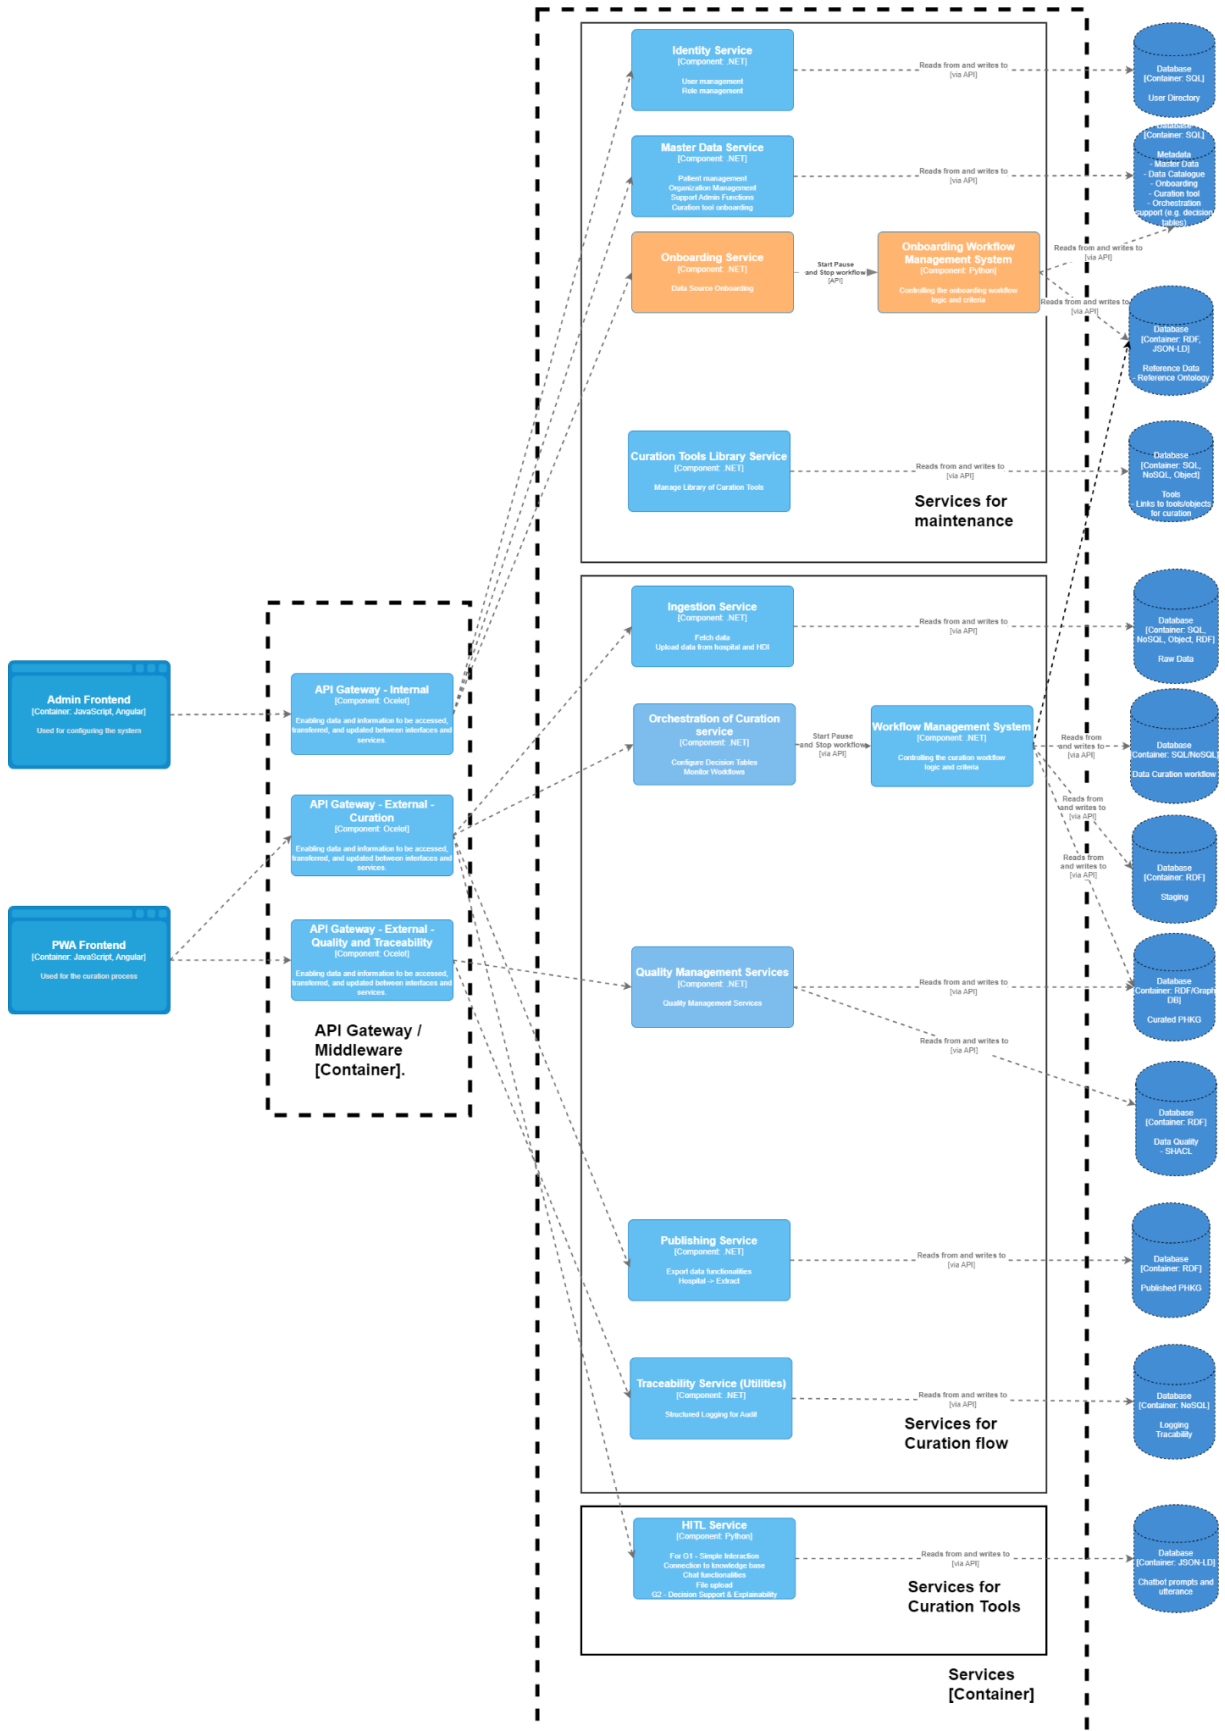 Identity Service
[Component: .NET]
User management
Role management
Reads from and writes to
[via API]
Database
[Container: SQL]
User Directory
Master Data Service
[Component: .NET]
Patient management
Organization Management
Support Admin Functions
Curation tool onboarding
Reads from and writes to
[via API]
Database
[Container: SQL]
Metadata
- Master Data
- Data Catalogue
- Onboarding
- Curation tool
- Orchestration
support (e.g. decision
tables)
Onboarding Service
[Component: .NET]
Data Source Onboarding
Start Pause
and Stop workflow
[API]
Onboarding Workflow
Management System
[Component: Python]
Controlling the onboarding workflow
logic and criteria
Reads from and writes to
[via API]
Reads from and writes to
[via API]
Database
[Container: RDF,
JSON-LD]
Reference Data
- Reference Ontology
Curation Tools Library Service
[Component: .NET]
Manage Library of Curation Tools
Reads from and writes to
[via API]
Database
[Container: SQL,
NoSQL, Object]
Tools
- Links to tools/objects
for curation
Services for
maintenance
Ingestion Service
[Component: .NET]
Fetch data
Upload data from hospital and HDI
Reads from and writes to
[via API]
Database
[Container: SQL,
NoSQL, Object, RDF]
Raw Data
Admin Frontend
[Container: JavaScript, Angular]
Used for configuring the system
API Gateway - Internal
[Component: Ocelot]
Enabling data and information to be accessed,
transferred, and updated between interfaces and
services.
Orchestration of Curation
service
[Component: .NET]
Configure Decision Tables
Monitor Workflows
Start Pause
and Stop workflow
[via API]
Workflow Management System
[Component: .NET]
Controlling the curation workflow
logic and criteria
Reads from
and writes to
[via API]
Database
[Container: SQL/NoSQL]
Data Curation workflow
API Gateway - External -
Curation
[Component: Ocelot]
Enabling data and information to be accessed,
transferred, and updated between interfaces and
services.
Reads from
and writes to
[via API]
Database
[Container: RDF]
Staging
Reads from
and writes to
[via API]
PWA Frontend
[Container: JavaScript, Angular]
Used for the curation process
API Gateway - External -
Quality and Traceability
[Component: Ocelot]
Enabling data and information to be accessed,
transferred, and updated between interfaces and
services.
API Gateway /
Middleware
[Container].
Quality Management Services
[Component: .NET]
Quality Management Services
Reads from and writes to
[via API]
Database
[Container: RDF/Graph
DB]
Curated PHKG
Reads from and writes to
[via API]
Database
[Container: RDF]
Data Quality
- SHACL
Publishing Service
[Component: .NET]
Export data functionalities
Hospital -> Extract
Reads from and writes to
[via API]
Database
[Container: RDF]
Published PHKG
Traceability Service (Utilities)
[Component: .NET]
Structured Logging for Audit
Reads from and writes to
[via API]
Database
[Container: NoSQL]
Logging
Tracability
Services for
Curation flow
HITL Service
[Component: Python]
For G1 - Simple Interaction
Connection to knowledge base
Chat functionalities
File upload
G2 - Decision Support & Explainability
Reads from and writes to
[via API]
Database
[Container: JSON-LD]
Chatbot prompts and
utterance
Services for
Curation Tools
Services
[Container]